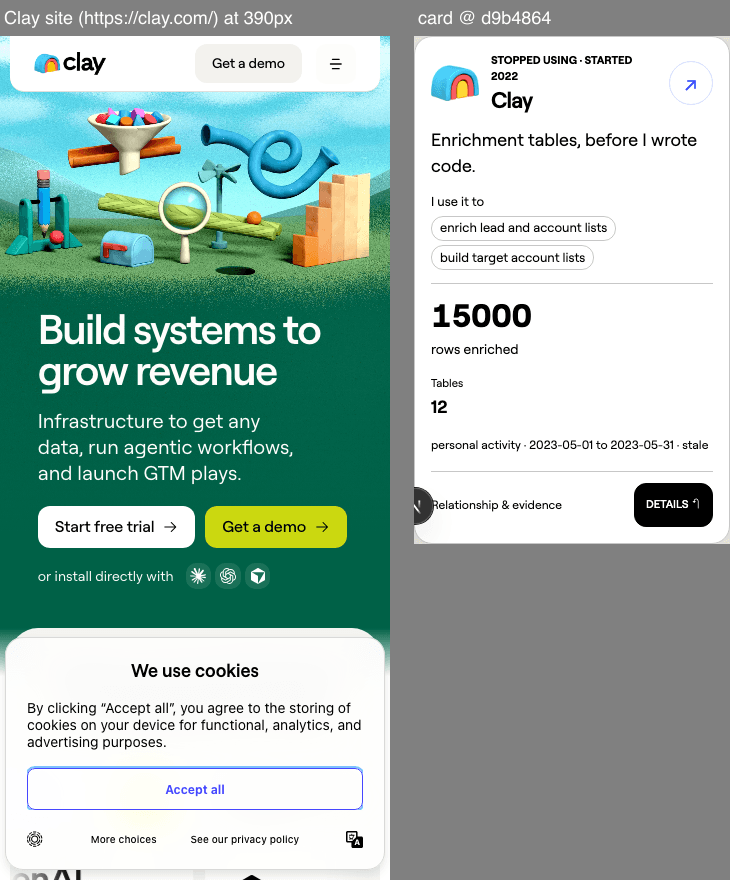 Clay site (https://clay.com/) at 390px
clay
Get a demo
Build systems to
grow revenue
Infrastructure to get any
data, run agentic workflows,
and launch GTM plays.
Start free trial →
Get a demo →
or install directly with
We use cookies
By clicking “Accept all”, you agree to the storing of
cookies on your device for functional, analytics, and
advertising purposes.
Accept all
More choices
See our privacy policy
card @ d9b4864
STOPPED USING · STARTED
2022
Clay
Enrichment tables, before I wrote
code.
I use it to
enrich lead and account lists
build target account lists
15000
rows enriched
Tables
12
personal activity · 2023-05-01 to 2023-05-31 · stale
Relationship & evidence
DETAILS